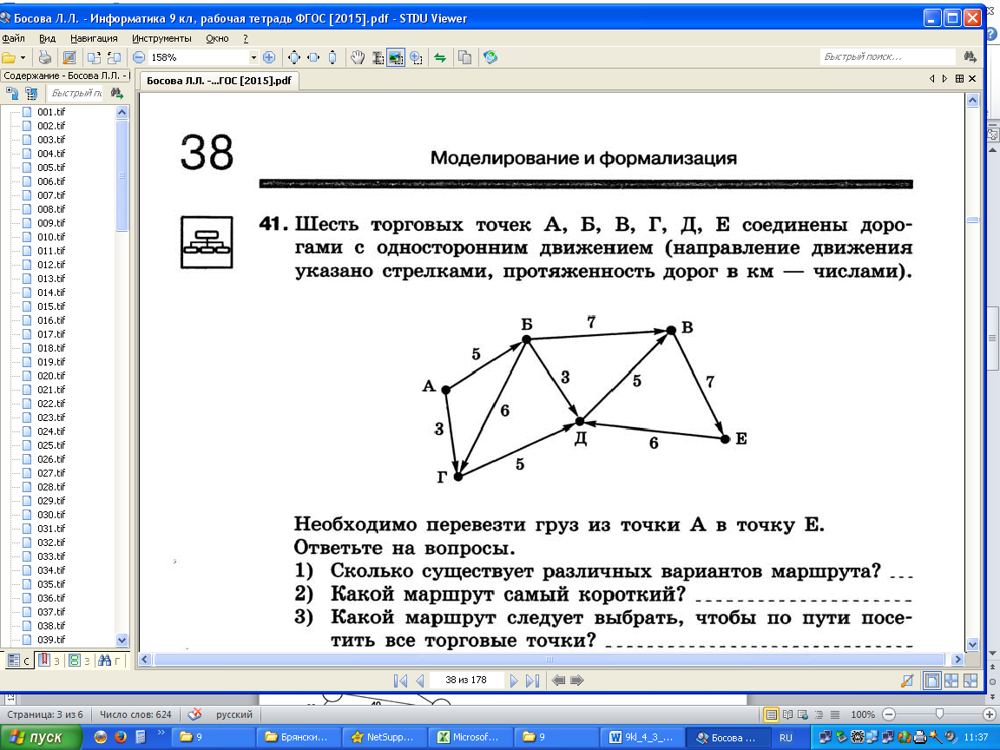 Босова Л.Л. - Информатика 9 кл, рабочая тетрадь ФГОС [2015].pdf - STDU Viewer
Файл Вид Навигация Инструменты Окно ?
158%
Быстрый поиск...
Содержание - Босова Л.Л. -
Босова Л.Л. -...ГОС [2015].pdf
001.tif
002.tif
003.tif
004.tif
005.tif
006.tif
007.tif
008.tif
009.tif
010.tif
011.tif
012.tif
013.tif
014.tif
015.tif
016.tif
017.tif
018.tif
019.tif
020.tif
021.tif
022.tif
023.tif
024.tif
025.tif
026.tif
027.tif
028.tif
029.tif
030.tif
031.tif
032.tif
033.tif
034.tif
035.tif
036.tif
037.tif
038.tif
039.tif
38
Моделирование и формализация
41. Шесть торговых точек А, Б, В, Г, Д, Е соединены доро-
гами с односторонним движением (направление движения
указано стрелками, протяженность дорог в км — числами).
Б 7 В
5
А 3 5 7
3 6
Д 6 Е
Г 5
Необходимо перевезти груз из точки А в точку Е.
Ответьте на вопросы.
1) Сколько существует различных вариантов маршрута?
2) Какой маршрут самый короткий?
3) Какой маршрут следует выбрать, чтобы по пути посе-
тить все торговые точки?
С З З Г
38 из 178
Страница: 3 из 6 Число слов: 624 русский 100%
пуск 9 Брянски... NetSupp... Microsof... 9 9kl_4_3_... Босова ... RU 11:37